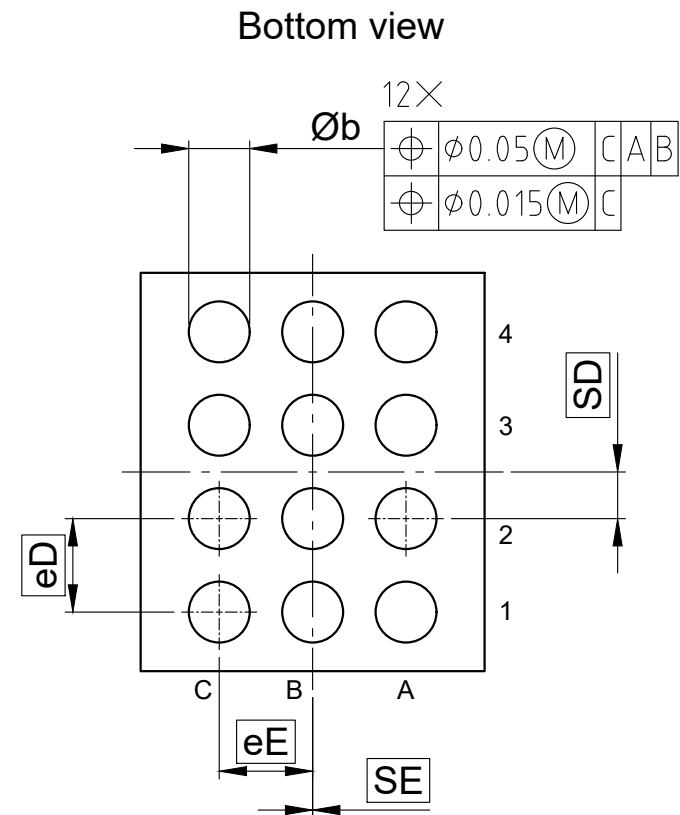 Bottom view
12×
Øb
⌖ ⌀0.05Ⓜ C A B
⌖ ⌀0.015Ⓜ C
4
SD
3
2
eD
1
C B A
eE
SE